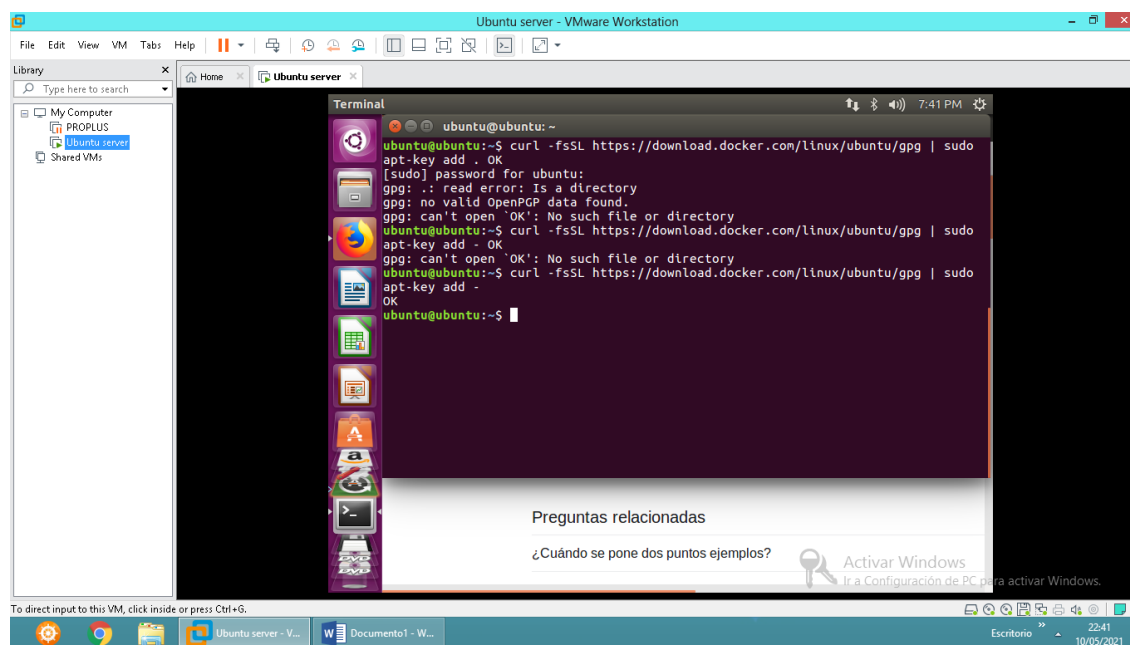 Ubuntu server - VMware Workstation
File Edit View VM Tabs Help
Library
Type here to search
My Computer
PROPLUS
Ubuntu server
Shared VMs
Home
Ubuntu server
Terminal
7:41 PM
ubuntu@ubuntu: ~
ubuntu@ubuntu:~$ curl -fsSL https://download.docker.com/linux/ubuntu/gpg | sudo
apt-key add . OK
[sudo] password for ubuntu:
gpg: .: read error: Is a directory
gpg: no valid OpenPGP data found.
gpg: can't open `OK': No such file or directory
ubuntu@ubuntu:~$ curl -fsSL https://download.docker.com/linux/ubuntu/gpg | sudo
apt-key add - OK
gpg: can't open `OK': No such file or directory
ubuntu@ubuntu:~$ curl -fsSL https://download.docker.com/linux/ubuntu/gpg | sudo
apt-key add -
OK
ubuntu@ubuntu:~$
Preguntas relacionadas
¿Cuándo se pone dos puntos ejemplos?
Activar Windows
Ir a Configuración de PC para activar Windows.
DVD
DVD
To direct input to this VM, click inside or press Ctrl+G.
Ubuntu server - V...
Documento1 - W...
Escritorio
22:41
10/05/2021